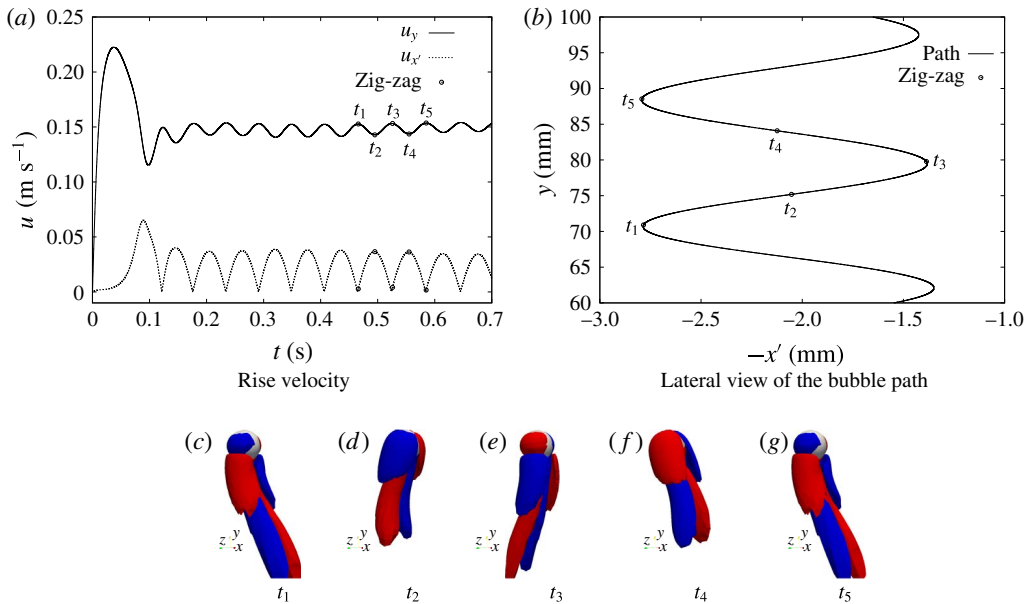 (a)
0.25
0.20
0.15
0.10
0.05
0
u (m s⁻¹)
u_y
u_x′
Zig-zag
t₁ t₃ t₅
t₂ t₄
0 0.1 0.2 0.3 0.4 0.5 0.6 0.7
t (s)
Rise velocity
(b)
100
95
90
85
80
75
70
65
60
y (mm)
Path
Zig-zag
t₅
t₄
t₃
t₂
t₁
−3.0 −2.5 −2.0 −1.5 −1.0
−x′ (mm)
Lateral view of the bubble path
(c) (d) (e) (f) (g)
y y y y y
z x z x z x z x z x
t₁ t₂ t₃ t₄ t₅